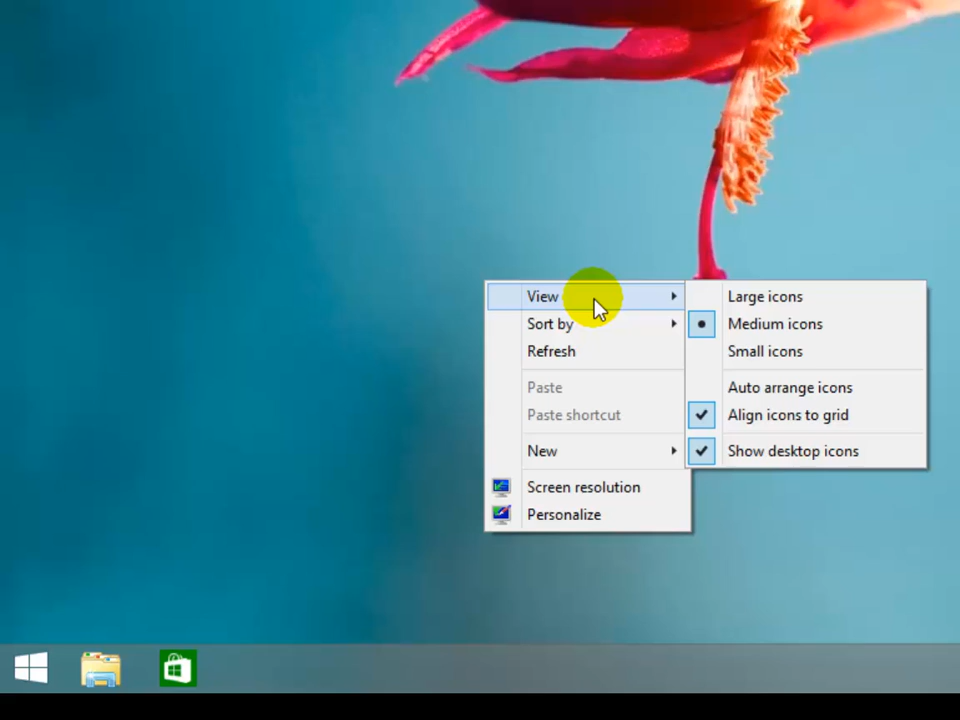 View
Sort by
Refresh
Paste
Paste shortcut
New
Screen resolution
Personalize
Large icons
Medium icons
Small icons
Auto arrange icons
Align icons to grid
Show desktop icons